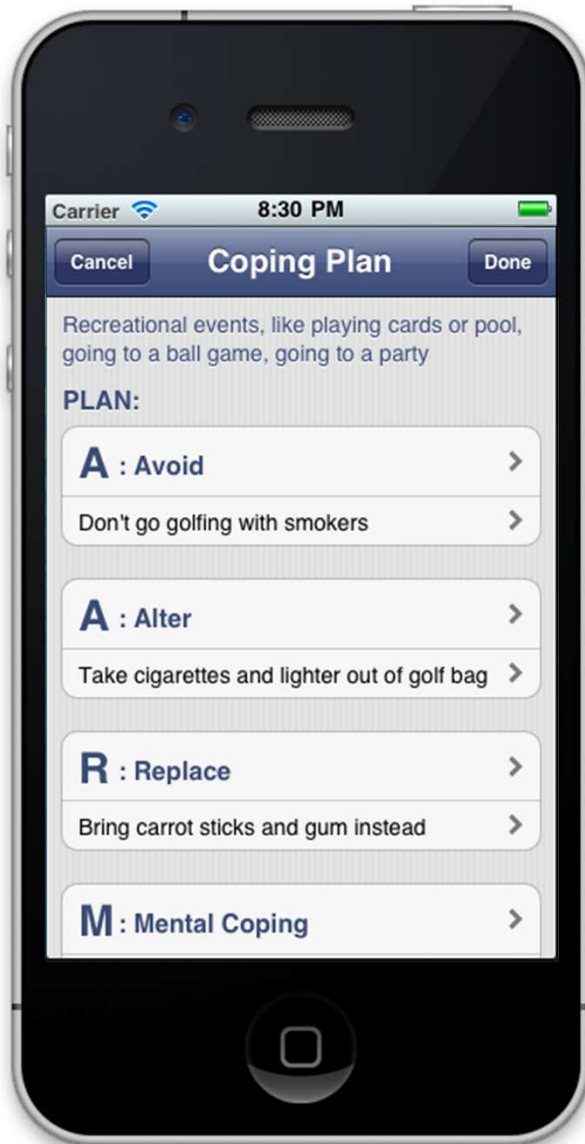 Carrier 8:30 PM
Cancel Coping Plan Done
Recreational events, like playing cards or pool,
going to a ball game, going to a party
PLAN:
A : Avoid
Don't go golfing with smokers
A : Alter
Take cigarettes and lighter out of golf bag
R : Replace
Bring carrot sticks and gum instead
M : Mental Coping